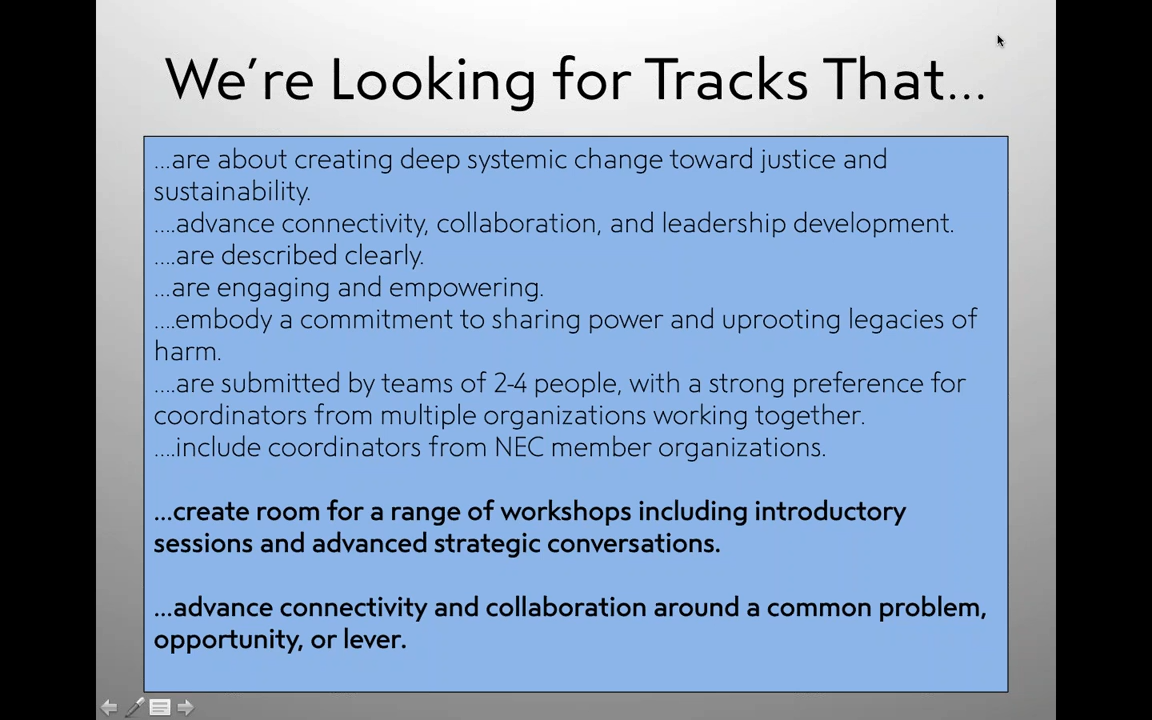 We're Looking for Tracks That...
...are about creating deep systemic change toward justice and
sustainability.
....advance connectivity, collaboration, and leadership development.
....are described clearly.
...are engaging and empowering.
....embody a commitment to sharing power and uprooting legacies of
harm.
....are submitted by teams of 2-4 people, with a strong preference for
coordinators from multiple organizations working together.
....include coordinators from NEC member organizations.
...create room for a range of workshops including introductory
sessions and advanced strategic conversations.
...advance connectivity and collaboration around a common problem,
opportunity, or lever.